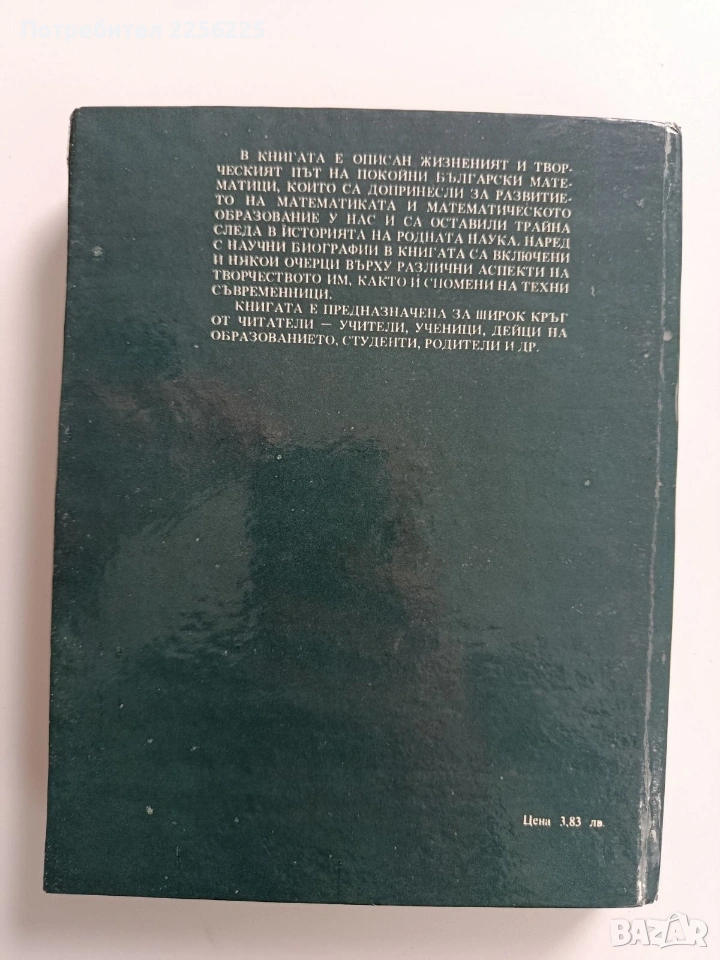 Потребител 2256225
В КНИГАТА Е ОПИСАН ЖИЗНЕНИЯТ И ТВОР-
ЧЕСКИЯТ ПЪТ НА ПОКОЙНИ БЪЛГАРСКИ МАТЕ-
МАТИЦИ, КОИТО СА ДОПРИНЕСЛИ ЗА РАЗВИТИЕ-
ТО НА МАТЕМАТИКАТА И МАТЕМАТИЧЕСКОТО
ОБРАЗОВАНИЕ У НАС И СА ОСТАВИЛИ ТРАЙНА
СЛЕДА В ИСТОРИЯТА НА РОДНАТА НАУКА. НАРЕД
С НАУЧНИ БИОГРАФИИ В КНИГАТА СА ВКЛЮЧЕНИ
И НЯКОИ ОЧЕРЦИ ВЪРХУ РАЗЛИЧНИ АСПЕКТИ НА
ТВОРЧЕСТВОТО ИМ, КАКТО И СПОМЕНИ НА ТЕХНИ
СЪВРЕМЕННИЦИ.
КНИГАТА Е ПРЕДНАЗНАЧЕНА ЗА ШИРОК КРЪГ
ОТ ЧИТАТЕЛИ — УЧИТЕЛИ, УЧЕНИЦИ, ДЕЙЦИ НА
ОБРАЗОВАНИЕТО, СТУДЕНТИ, РОДИТЕЛИ И ДР.
Цена 3,83 лв.
BAZAR